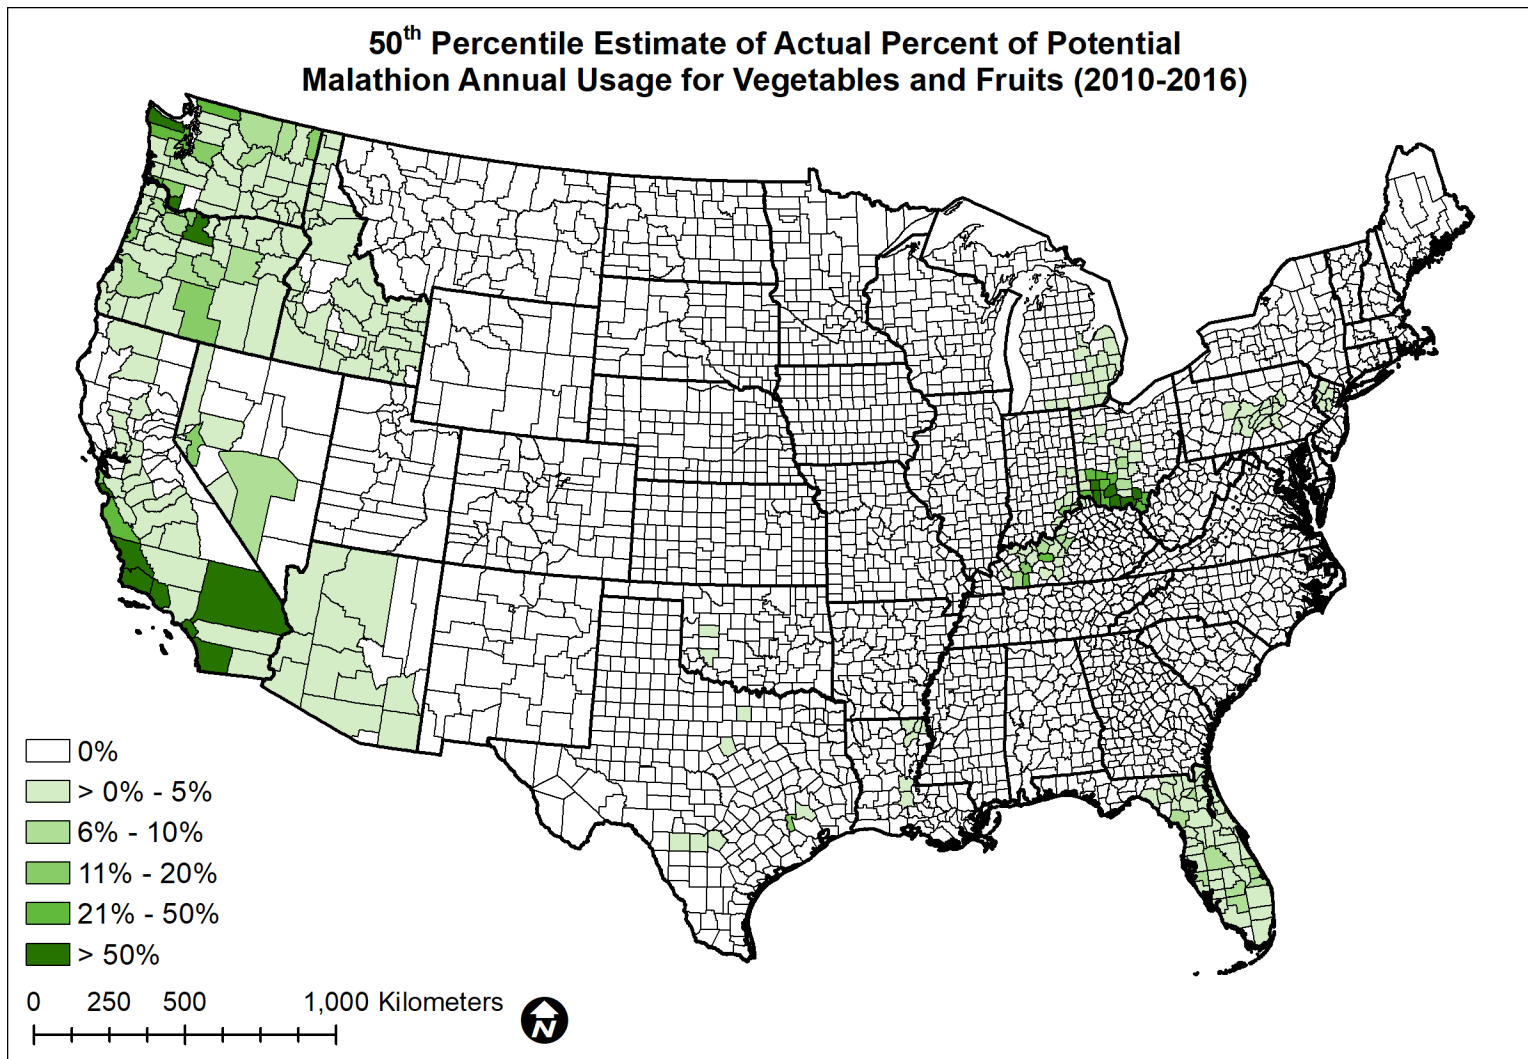 50th Percentile Estimate of Actual Percent of Potential
Malathion Annual Usage for Vegetables and Fruits (2010-2016)
0%
> 0% - 5%
6% - 10%
11% - 20%
21% - 50%
> 50%
0 250 500 1,000 Kilometers
N